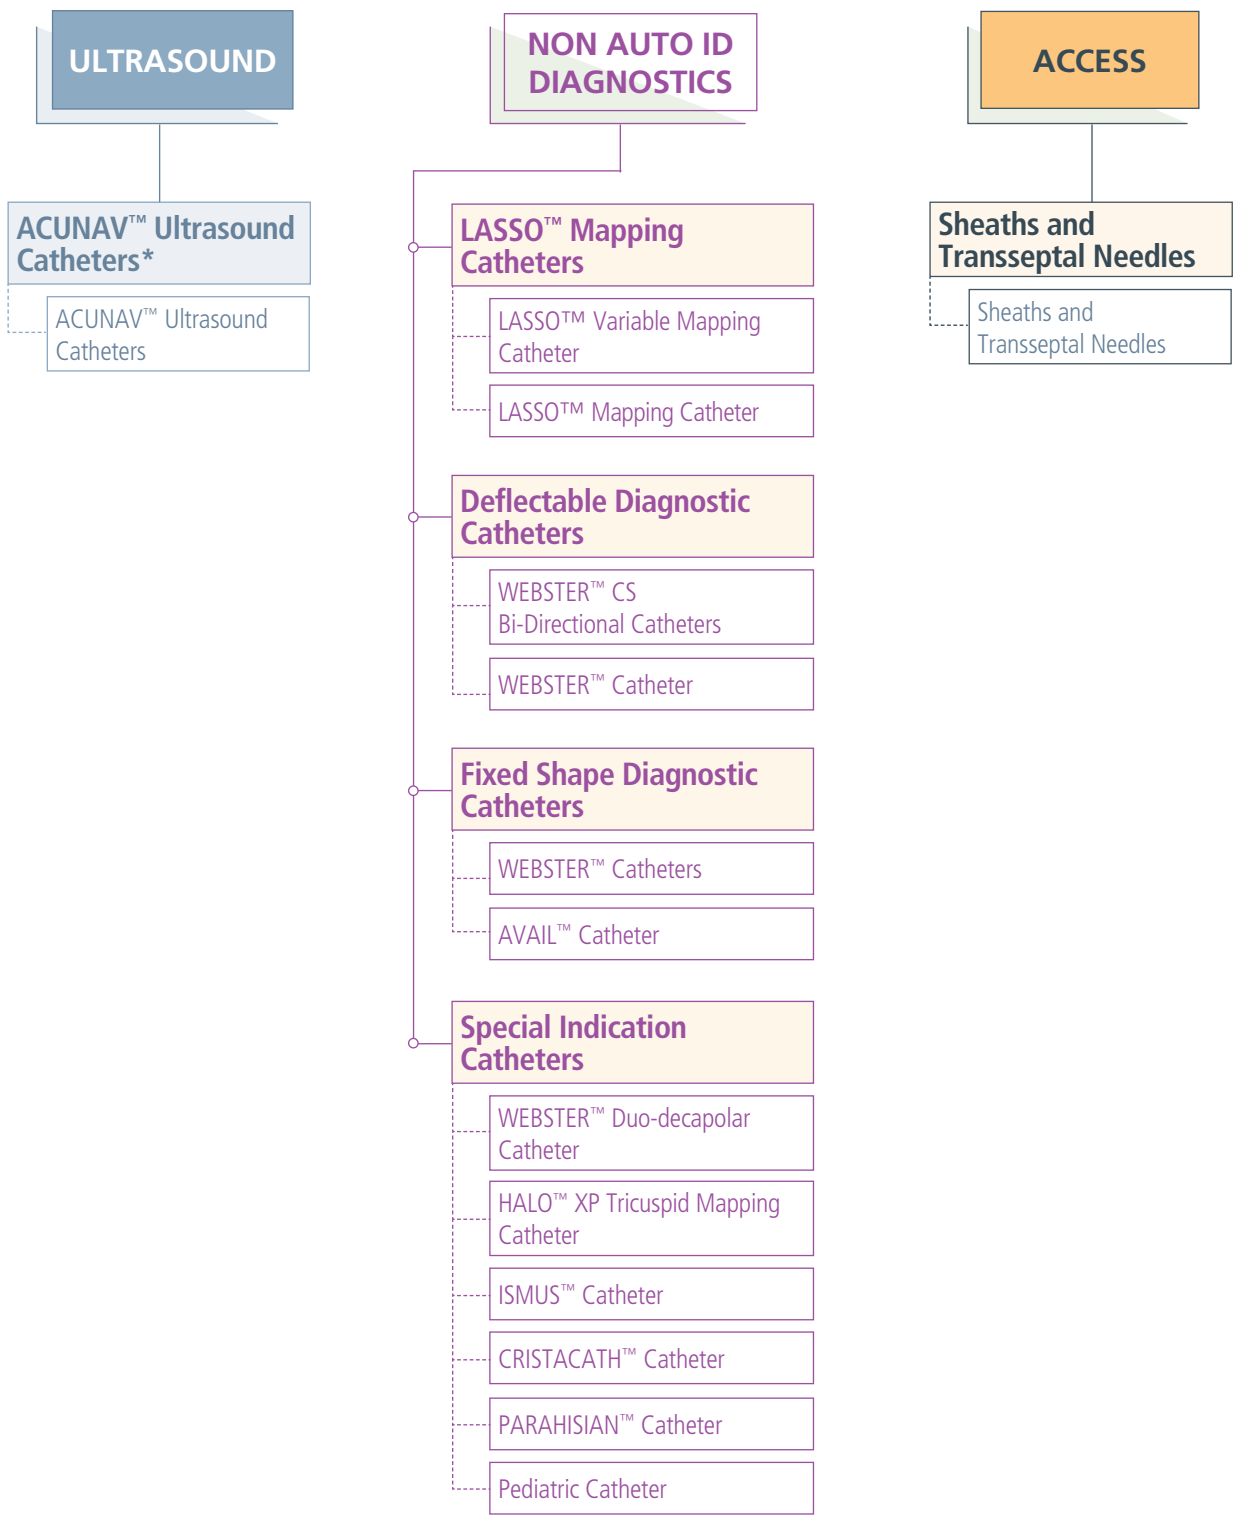 ULTRASOUND
ACUNAV™ Ultrasound
Catheters*
ACUNAV™ Ultrasound
Catheters
NON AUTO ID
DIAGNOSTICS
LASSO™ Mapping
Catheters
LASSO™ Variable Mapping
Catheter
LASSO™ Mapping Catheter
Deflectable Diagnostic
Catheters
WEBSTER™ CS
Bi-Directional Catheters
WEBSTER™ Catheter
Fixed Shape Diagnostic
Catheters
WEBSTER™ Catheters
AVAIL™ Catheter
Special Indication
Catheters
WEBSTER™ Duo-decapolar
Catheter
HALO™ XP Tricuspid Mapping
Catheter
ISMUS™ Catheter
CRISTACATH™ Catheter
PARAHISIAN™ Catheter
Pediatric Catheter
ACCESS
Sheaths and
Transseptal Needles
Sheaths and
Transseptal Needles